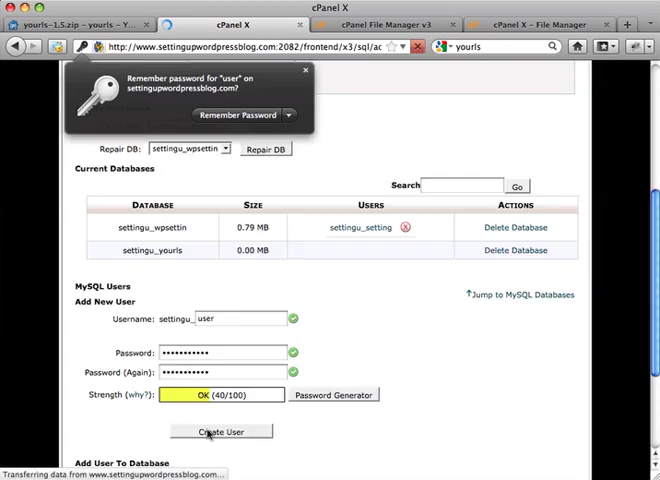 cPanel X
yourls-1.5.zip - yourls - Y...
cPanel X
cPanel File Manager v3
cPanel X - File Manager
http://www.settingupwordpressblog.com:2082/frontend/x3/sql/ac
yourls
Remember password for "user" on
settingupwordpressblog.com?
Remember Password
Repair DB: settingu_wpsettin Repair DB
Current Databases
Search Go
DATABASE SIZE USERS ACTIONS
settingu_wpsettin 0.79 MB settingu_setting Delete Database
settingu_yourls 0.00 MB Delete Database
MySQL Users
Jump to MySQL Databases
Add New User
Username: settingu_ user
Password: •••••••••••
Password (Again): •••••••••••
Strength (why?): OK (40/100) Password Generator
Create User
Add User To Database
Transferring data from www.settingupwordpressblog.com...